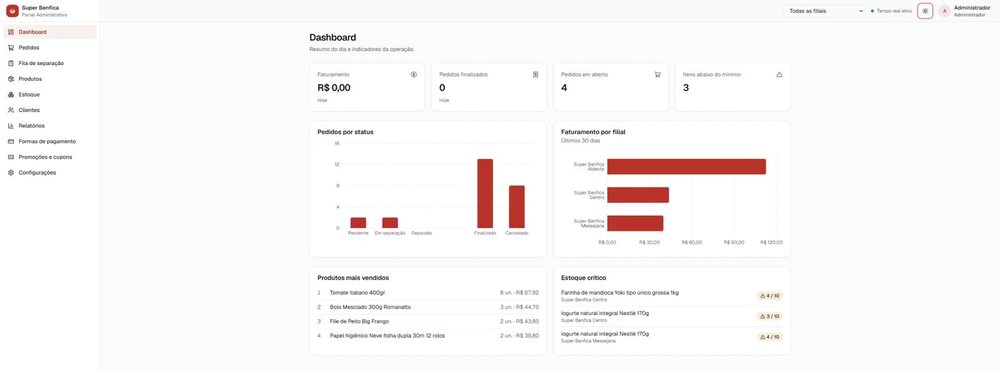 Super Benfica
Painel Administrativo
Todas as filiais
Tempo real ativo
A
Administrador
Administrador
Dashboard
Pedidos
Fila de separação
Produtos
Estoque
Clientes
Relatórios
Formas de pagamento
Promoções e cupons
Configurações
Dashboard
Resumo do dia e indicadores da operação.
Faturamento
R$ 0,00
Hoje
Pedidos finalizados
0
Hoje
Pedidos em aberto
4
Itens abaixo do mínimo
3
Pedidos por status
16
12
8
4
0
Pendente
Em separação
Separado
Finalizado
Cancelado
Faturamento por filial
Últimos 30 dias
Super Benfica
Aldeota
Super Benfica
Centro
Super Benfica
Messejana
R$ 0,00
R$ 30,00
R$ 60,00
R$ 90,00
R$ 120,00
Produtos mais vendidos
1 Tomate Italiano 400gr 8 un. · R$ 67,92
2 Bolo Mesclado 300g Romanatto 3 un. · R$ 44,70
3 File de Peito Big Frango 2 un. · R$ 43,80
4 Papel higiênico Neve folha dupla 30m 12 rolos 2 un. · R$ 39,80
Estoque crítico
Farinha de mandioca Yoki tipo único grossa 1kg
Super Benfica Centro
4 / 10
Iogurte natural integral Nestlé 170g
Super Benfica Centro
3 / 10
Iogurte natural integral Nestlé 170g
Super Benfica Messejana
4 / 10